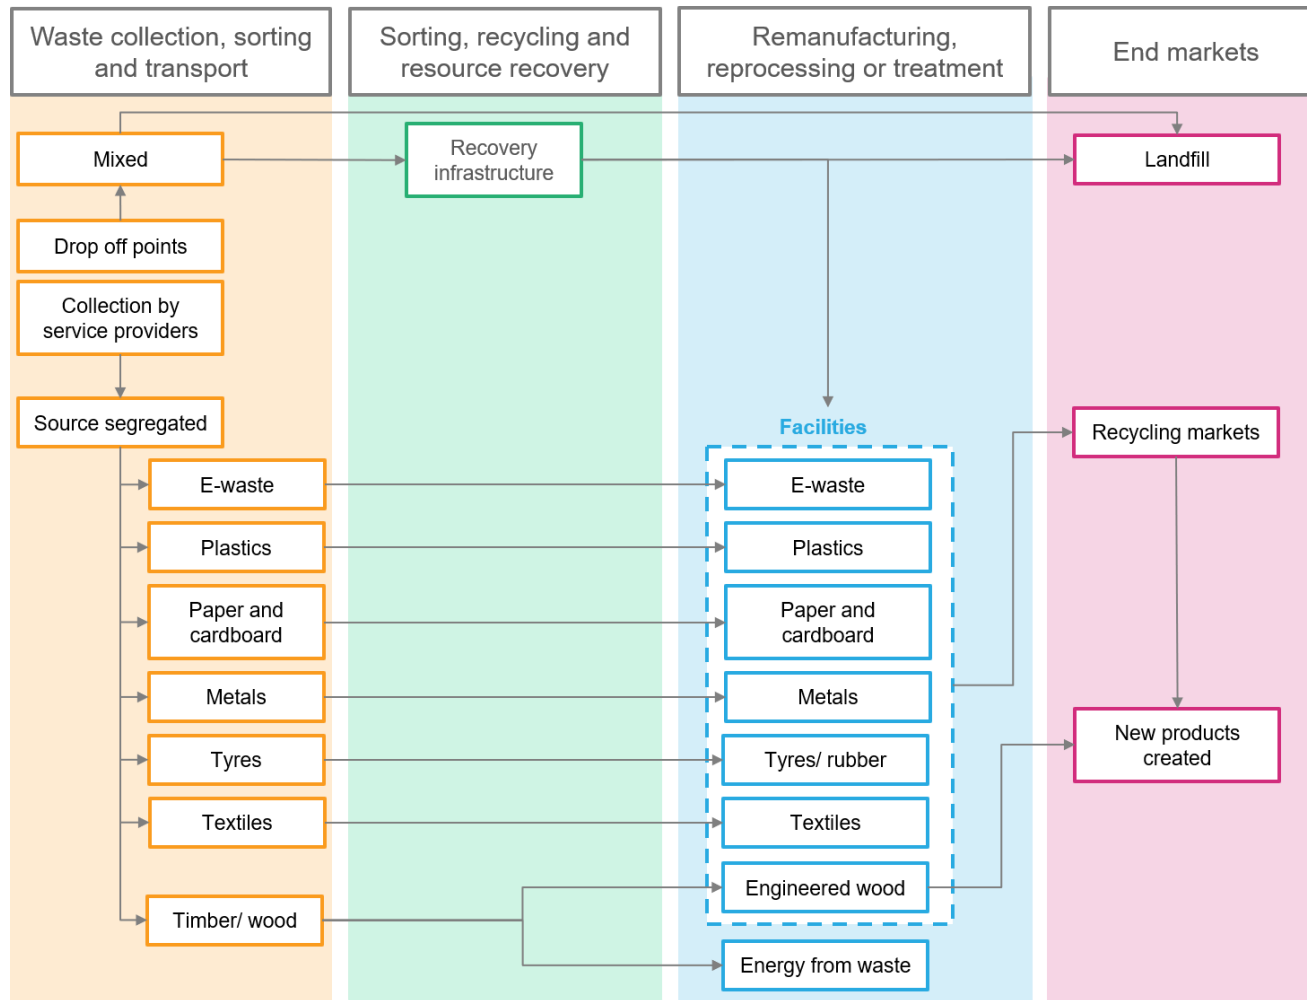 Waste collection, sorting
and transport
Sorting, recycling and
resource recovery
Remanufacturing,
reprocessing or treatment
End markets
Mixed
Recovery
infrastructure
Landfill
Drop off points
Collection by
service providers
Source segregated
Facilities
Recycling markets
E-waste
E-waste
Plastics
Plastics
Paper and
cardboard
Paper and
cardboard
Metals
Metals
New products
created
Tyres
Tyres/ rubber
Textiles
Textiles
Timber/ wood
Engineered wood
Energy from waste